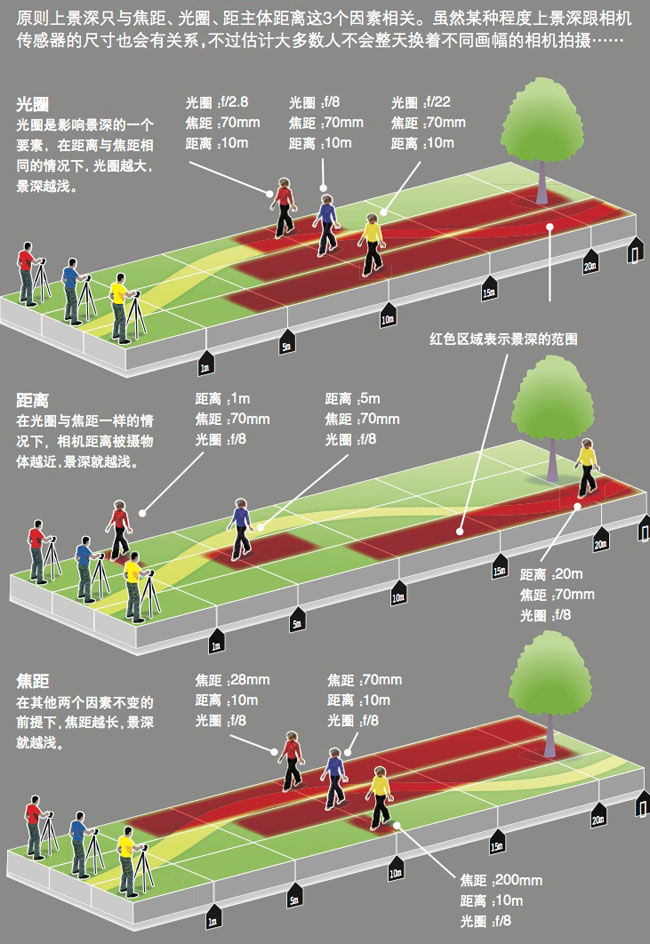 原则上景深只与焦距、光圈、距主体距离这3个因素相关。虽然某种程度上景深跟相机
传感器的尺寸也会有关系,不过估计大多数人不会整天换着不同画幅的相机拍摄……
光圈
光圈是影响景深的一个
要素，在距离与焦距相
同的情况下,光圈越大,
景深越浅。
光圈:f/2.8
焦距:70mm
距离:10m
光圈:f/8
焦距:70mm
距离:10m
光圈:f/22
焦距:70mm
距离:10m
1m
5m
10m
15m
20m
红色区域表示景深的范围
距离
在光圈与焦距一样的情
况下，相机距离被摄物
体越近,景深就越浅。
距离:1m
焦距:70mm
光圈:f/8
距离:5m
焦距:70mm
光圈:f/8
距离:20m
焦距:70mm
光圈:f/8
1m
5m
10m
15m
20m
焦距
在其他两个因素不变的
前提下,焦距越长,景深
就越浅。
焦距:28mm
距离:10m
光圈:f/8
焦距:70mm
距离:10m
光圈:f/8
焦距:200mm
距离:10m
光圈:f/8
1m
5m
10m
15m
20m